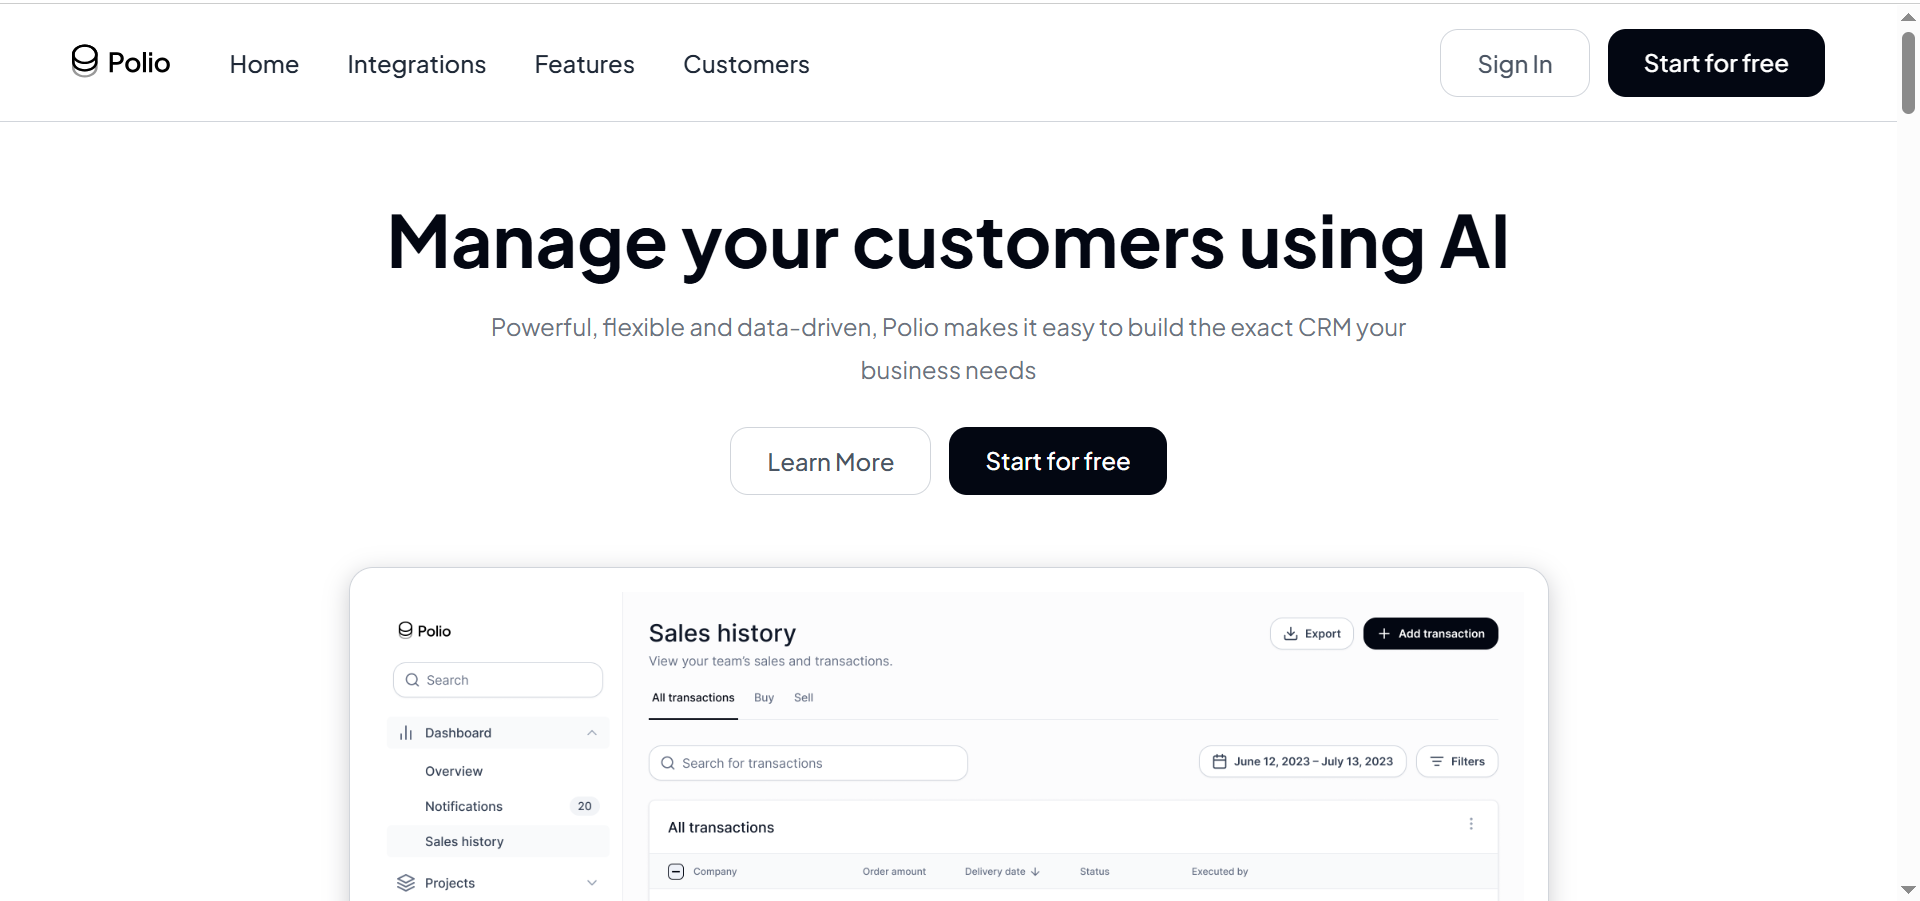 Polio
Home
Integrations
Features
Customers
Sign In
Start for free
Manage your customers using AI
Powerful, flexible and data-driven, Polio makes it easy to build the exact CRM your
business needs
Learn More
Start for free
Polio
Search
Dashboard
Overview
Notifications 20
Sales history
Projects
Sales history
View your team's sales and transactions.
Export
Add transaction
All transactions
Buy
Sell
Search for transactions
June 12, 2023 – July 13, 2023
Filters
All transactions
Company
Order amount
Delivery date
Status
Executed by